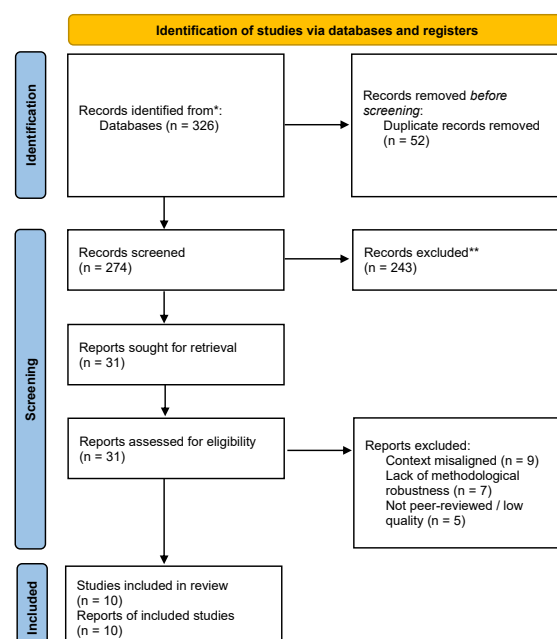 Identification of studies via databases and registers
Identification
Records identified from*:
Databases (n = 326)
Records removed before
screening:
Duplicate records removed
(n = 52)
Screening
Records screened
(n = 274)
Records excluded**
(n = 243)
Reports sought for retrieval
(n = 31)
Reports assessed for eligibility
(n = 31)
Reports excluded:
Context misaligned (n = 9)
Lack of methodological
robustness (n = 7)
Not peer-reviewed / low
quality (n = 5)
Included
Studies included in review
(n = 10)
Reports of included studies
(n = 10)